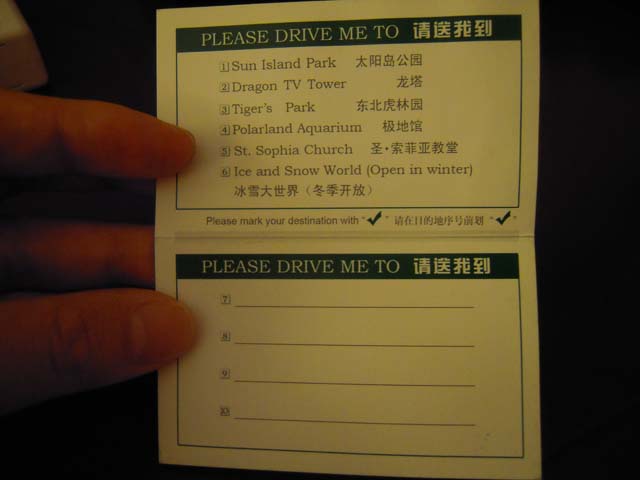 PLEASE DRIVE ME TO 请送我到
1 Sun Island Park 太阳岛公园
2 Dragon TV Tower 龙塔
3 Tiger's Park 东北虎林园
4 Polarland Aquarium 极地馆
5 St. Sophia Church 圣·索菲亚教堂
6 Ice and Snow World (Open in winter)
冰雪大世界（冬季开放）
Please mark your destination with "✓" 请在目的地序号前划 "✓"
PLEASE DRIVE ME TO 请送我到
7
8
9
10